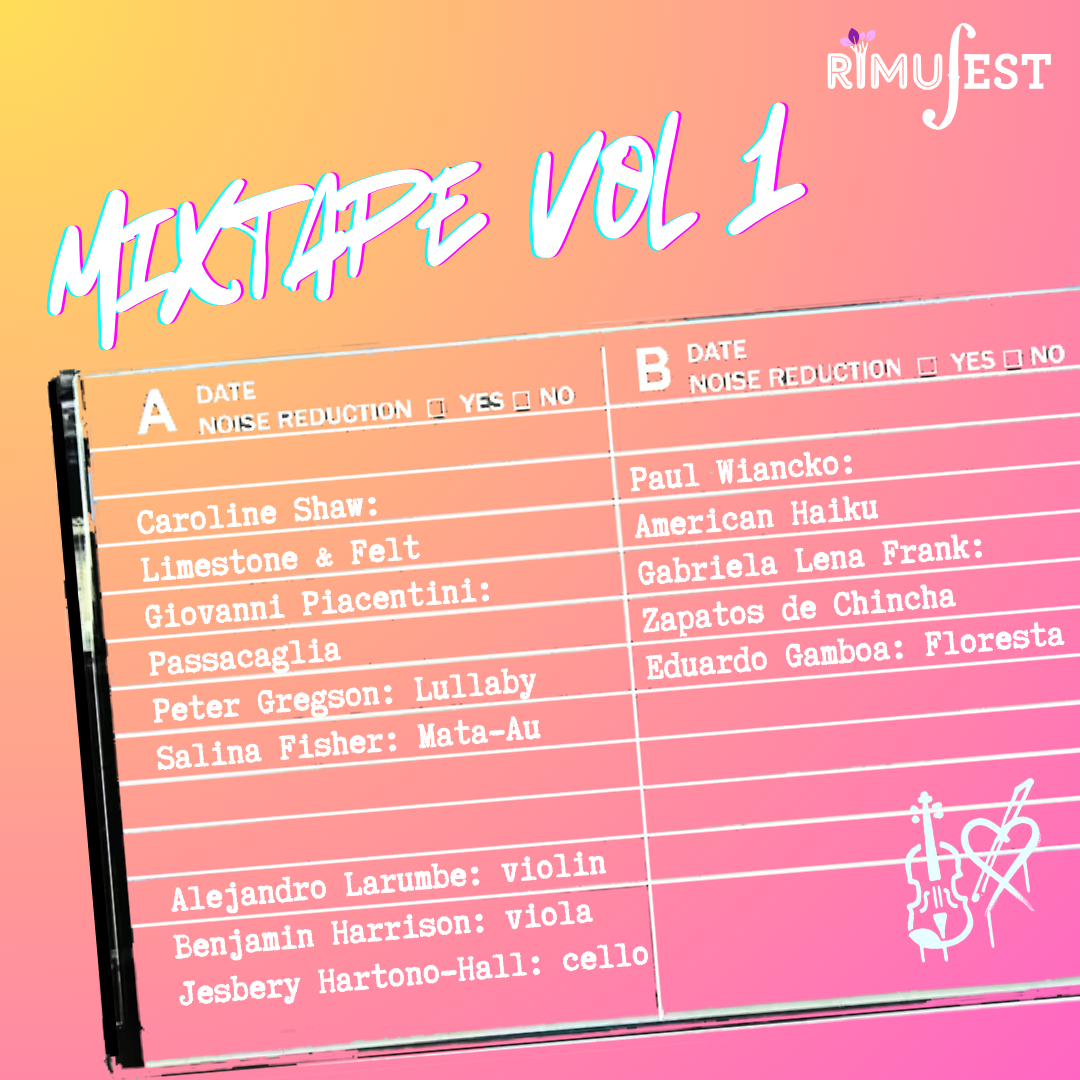 RIMUFEST
MIXTAPE VOL 1
A DATE
NOISE REDUCTION YES NO
Caroline Shaw:
Limestone & Felt
Giovanni Piacentini:
Passacaglia
Peter Gregson: Lullaby
Salina Fisher: Mata-Au
Alejandro Larumbe: violin
Benjamin Harrison: viola
Jesbery Hartono-Hall: cello
B DATE
NOISE REDUCTION YES NO
Paul Wiancko:
American Haiku
Gabriela Lena Frank:
Zapatos de Chincha
Eduardo Gamboa: Floresta